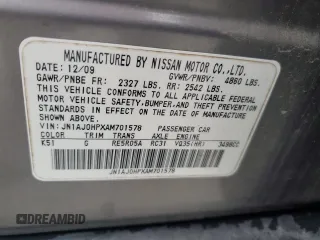 MANUFACTURED BY NISSAN MOTOR CO.,LTD.
12/09 GVWR/PNBV: 4860 LBS.
GAWR/PNBE FR: 2327 LBS. RR: 2542 LBS.
THIS VEHICLE CONFORMS TO ALL APPLICABLE
FEDERAL MOTOR VEHICLE SAFETY, BUMPER, AND THEFT
PREVENTION STANDARDS IN EFFECT ON THE DATE OF
MANUFACTURE SHOWN ABOVE.
VIN: JN1AJ0HPXAM701578 PASSENGER CAR
COLOR: TRIM: TRANS AXLE ENGINE
K51 G RE5R05A RC31 VQ35(HR) 3498CC
JN1AJ0HPXAM701578